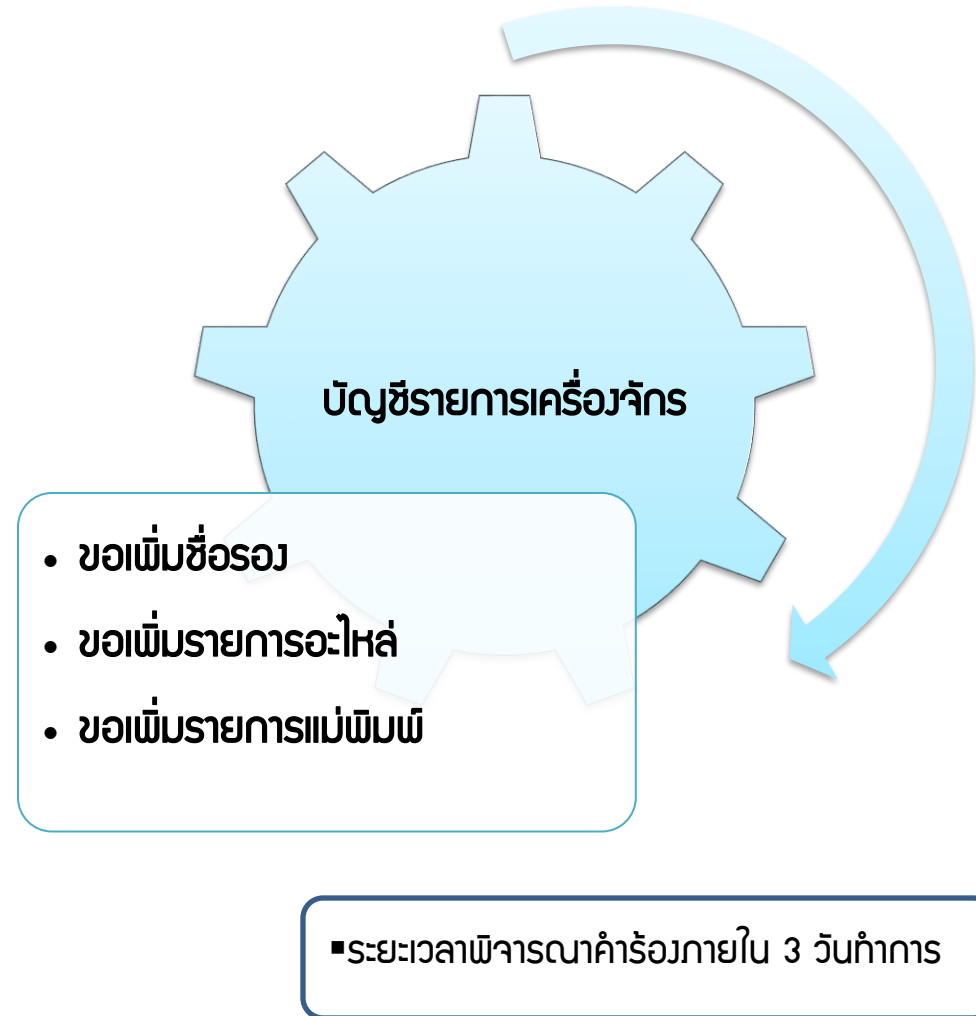 บัญชีรายการเครื่องจักร
• ขอเพิ่มชื่อรอง
• ขอเพิ่มรายการอะไหล่
• ขอเพิ่มรายการแม่พิมพ์
▪ระยะเวลาพิจารณาคำร้องภายใน 3 วันทำการ